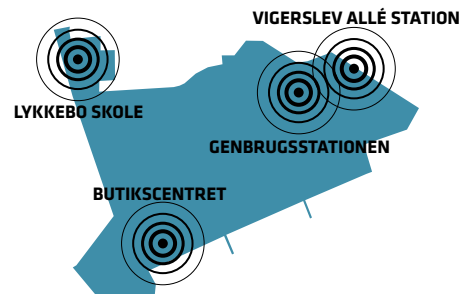 VIGERSLEV ALLÉ STATION
LYKKEBO SKOLE
GENBRUGSSTATIONEN
BUTIKSCENTRET